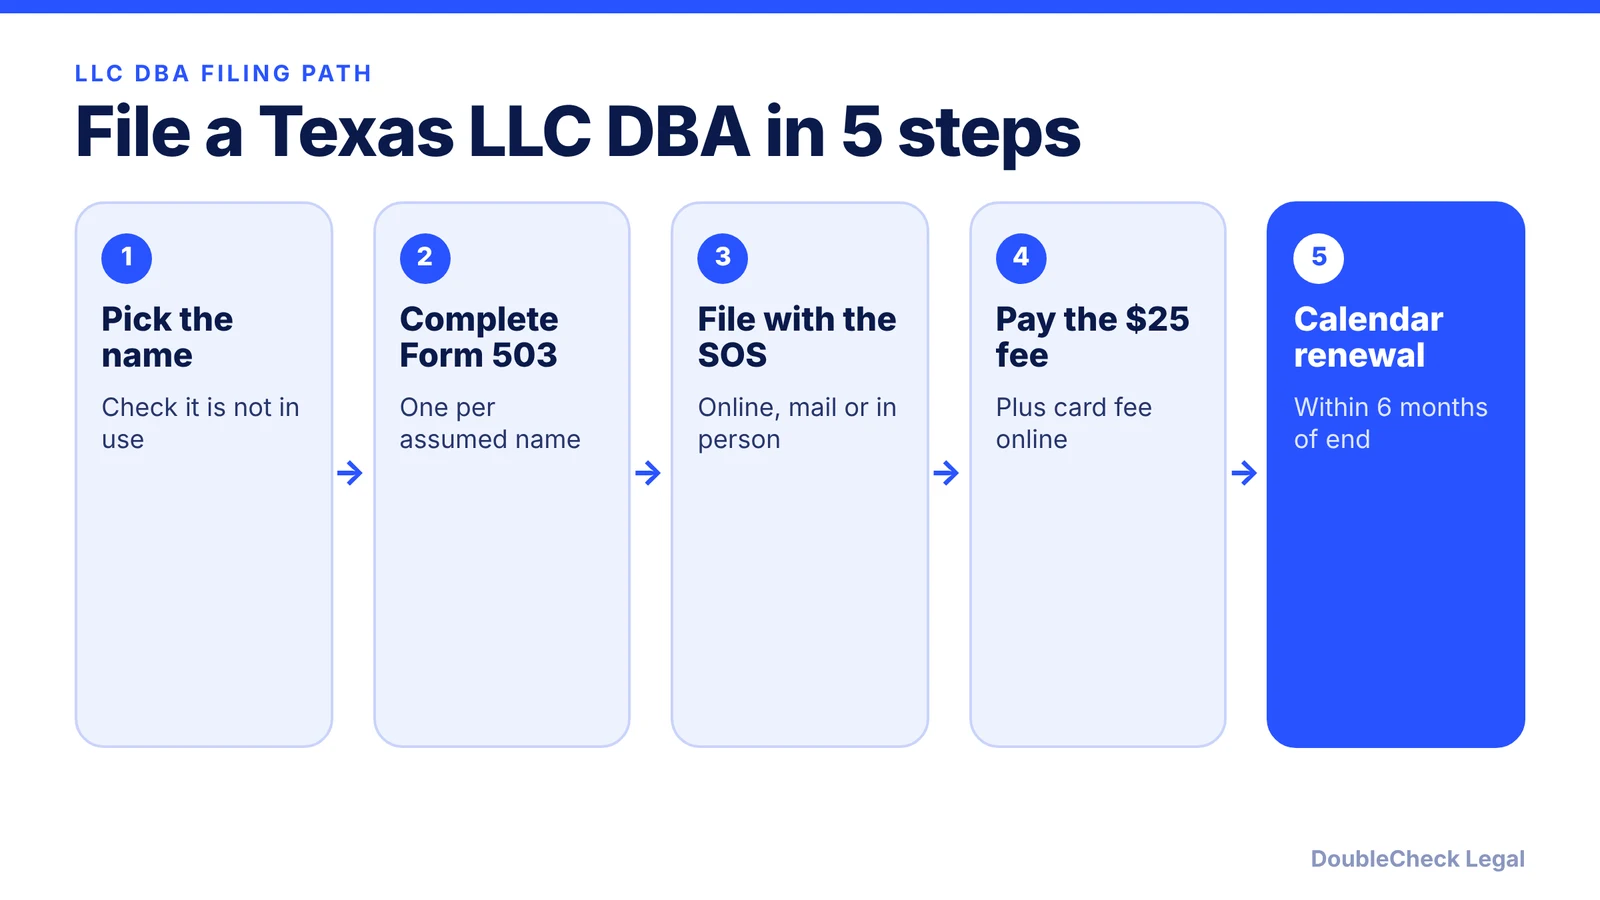 LLC DBA FILING PATH
File a Texas LLC DBA in 5 steps
1
Pick the
name
Check it is not in
use
→
2
Complete
Form 503
One per
assumed name
→
3
File with the
SOS
Online, mail or in
person
→
4
Pay the $25
fee
Plus card fee
online
→
5
Calendar
renewal
Within 6 months
of end
DoubleCheck Legal